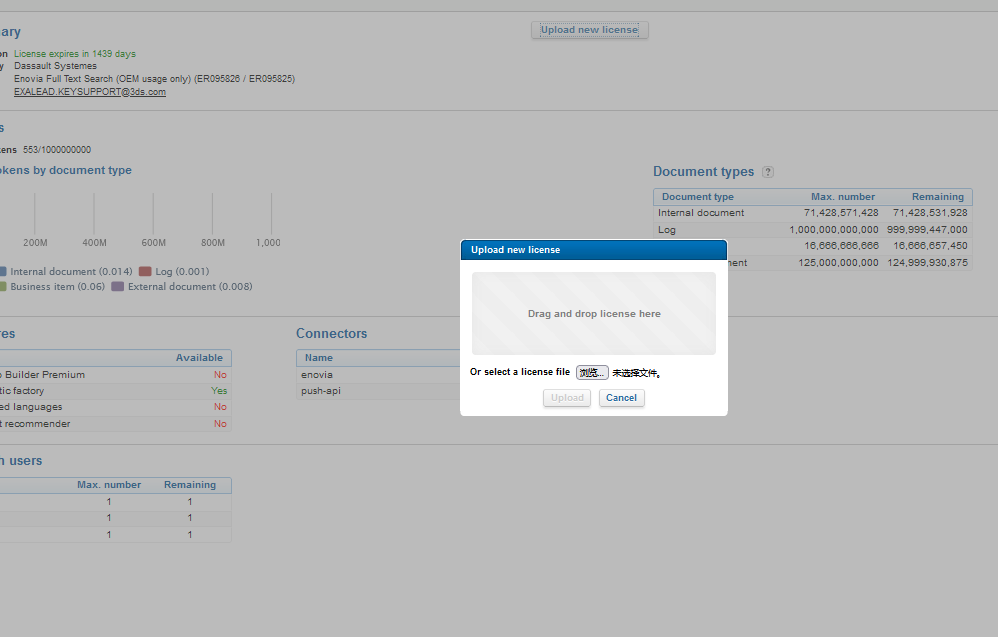 ary
Upload new license
on License expires in 1439 days
y Dassault Systemes
Enovia Full Text Search (OEM usage only) (ER095826 / ER095825)
EXALEAD.KEYSUPPORT@3ds.com
s
kens 553/1000000000
okens by document type
200M 400M 600M 800M 1,000
Internal document (0.014) Log (0.001)
Business item (0.06) External document (0.008)
Document types ?
Document type Max. number Remaining
Internal document 71,428,571,428 71,428,531,928
Log 1,000,000,000,000 999,999,447,000
16,666,666,666 16,666,657,450
ment 125,000,000,000 124,999,930,875
Upload new license
Drag and drop license here
Or select a license file 浏览... 未选择文件。
Upload Cancel
res
Available
o Builder Premium No
tic factory Yes
ed languages No
t recommender No
Connectors
Name
enovia
push-api
n users
Max. number Remaining
1 1
1 1
1 1